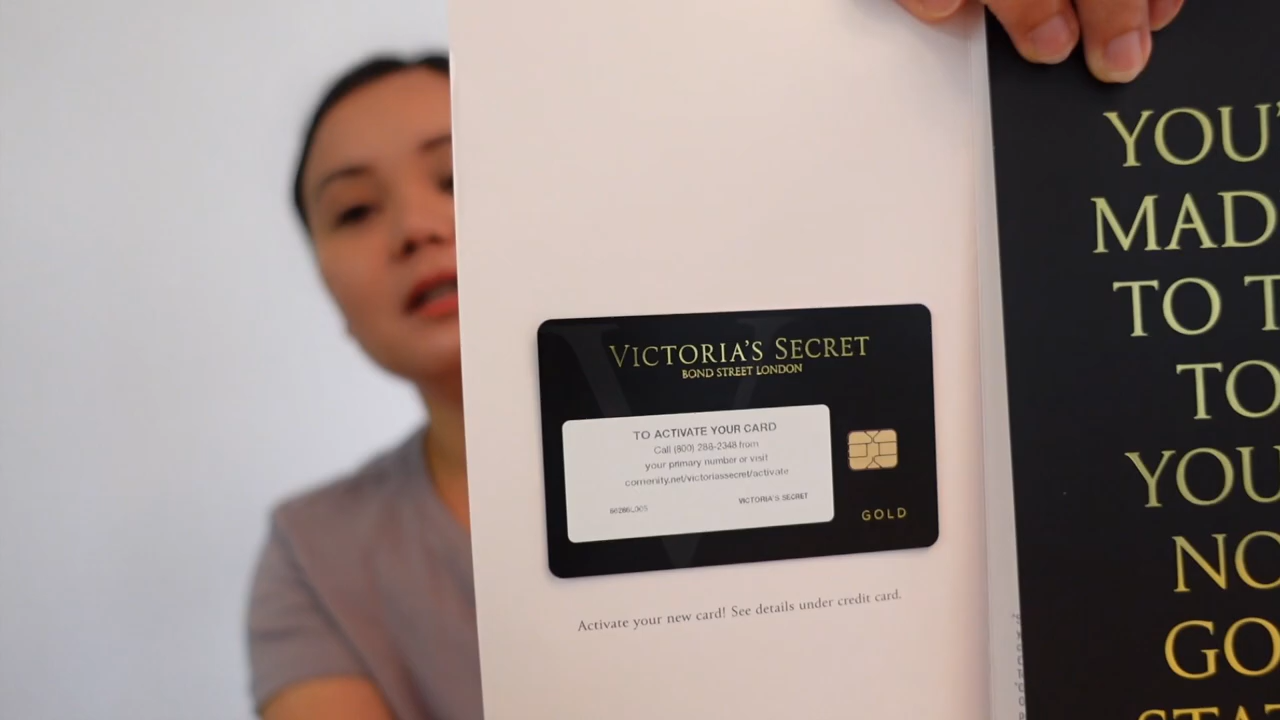 VICTORIA'S SECRET
BOND STREET LONDON
TO ACTIVATE YOUR CARD
Call (800) 288-2348 from
your primary number or visit
comenity.net/victoriassecret/activate
VICTORIA'S SECRET
GOLD
Activate your new card! See details under credit card.
YOU'
MAD
TO T
TO
YOU
NO
GO
STAT